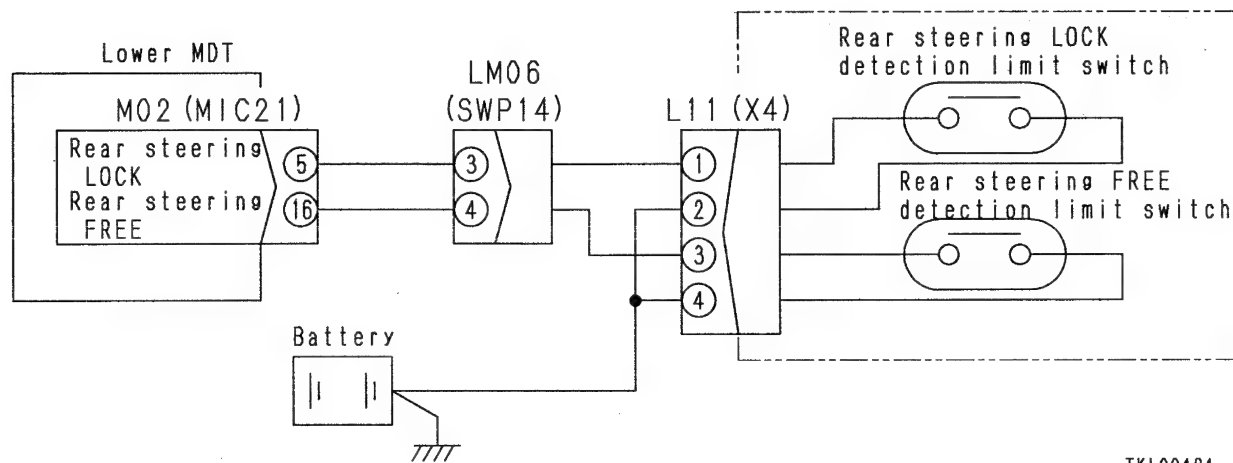 Lower MDT
M02 (MIC21)
Rear steering
LOCK
Rear steering
FREE
5
16
LM06
(SWP14)
3
4
L11 (X4)
1
2
3
4
Rear steering LOCK
detection limit switch
Rear steering FREE
detection limit switch
Battery